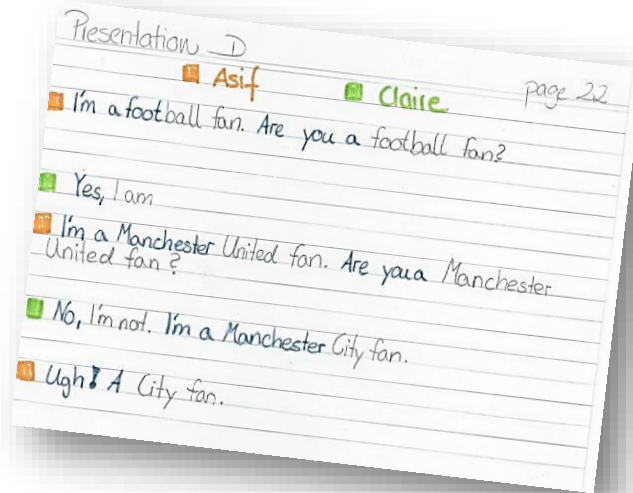 Presentation D
Asif Claire page 22
I'm a football fan. Are you a football fan?
Yes, I am
I'm a Manchester United fan. Are you a Manchester
United fan?
No, I'm not. I'm a Manchester City fan.
Ugh! A City fan.